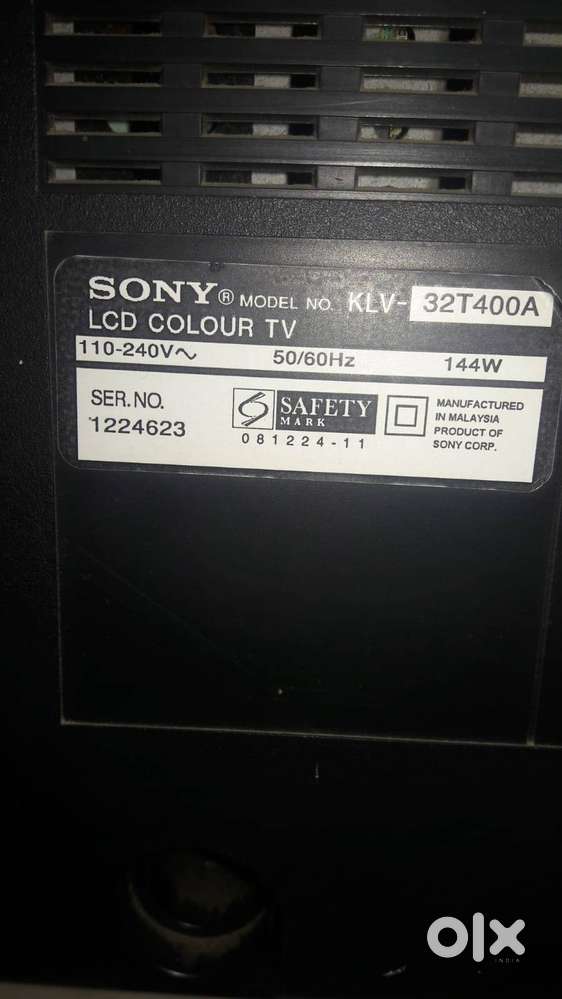 SONY® MODEL NO. KLV-32T400A
LCD COLOUR TV
110-240V~ 50/60Hz 144W
SER.NO.
1224623
S SAFETY
MARK
081224-11
MANUFACTURED
IN MALAYSIA
PRODUCT OF
SONY CORP.
olx
INDIA